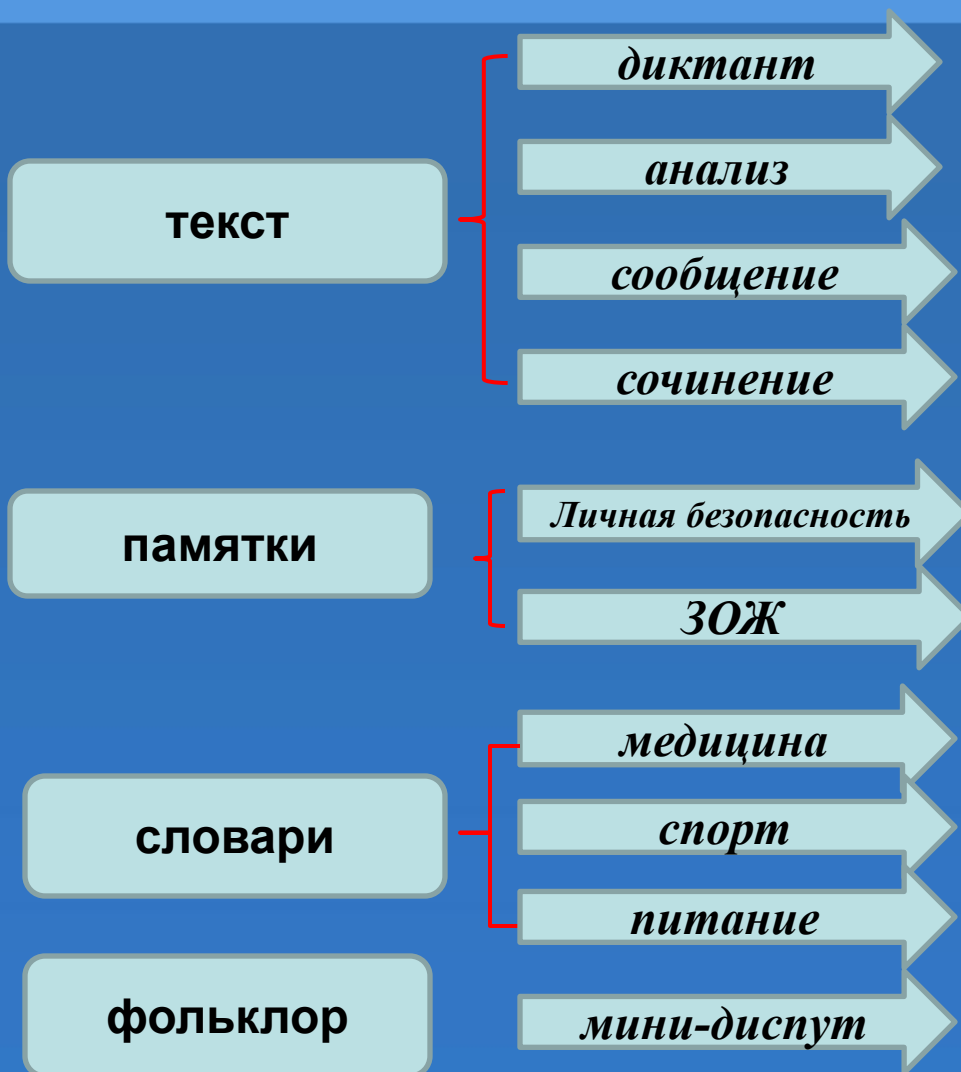 текст
диктант
анализ
сообщение
сочинение
памятки
Личная безопасность
ЗОЖ
словари
медицина
спорт
питание
фольклор
мини-диспут